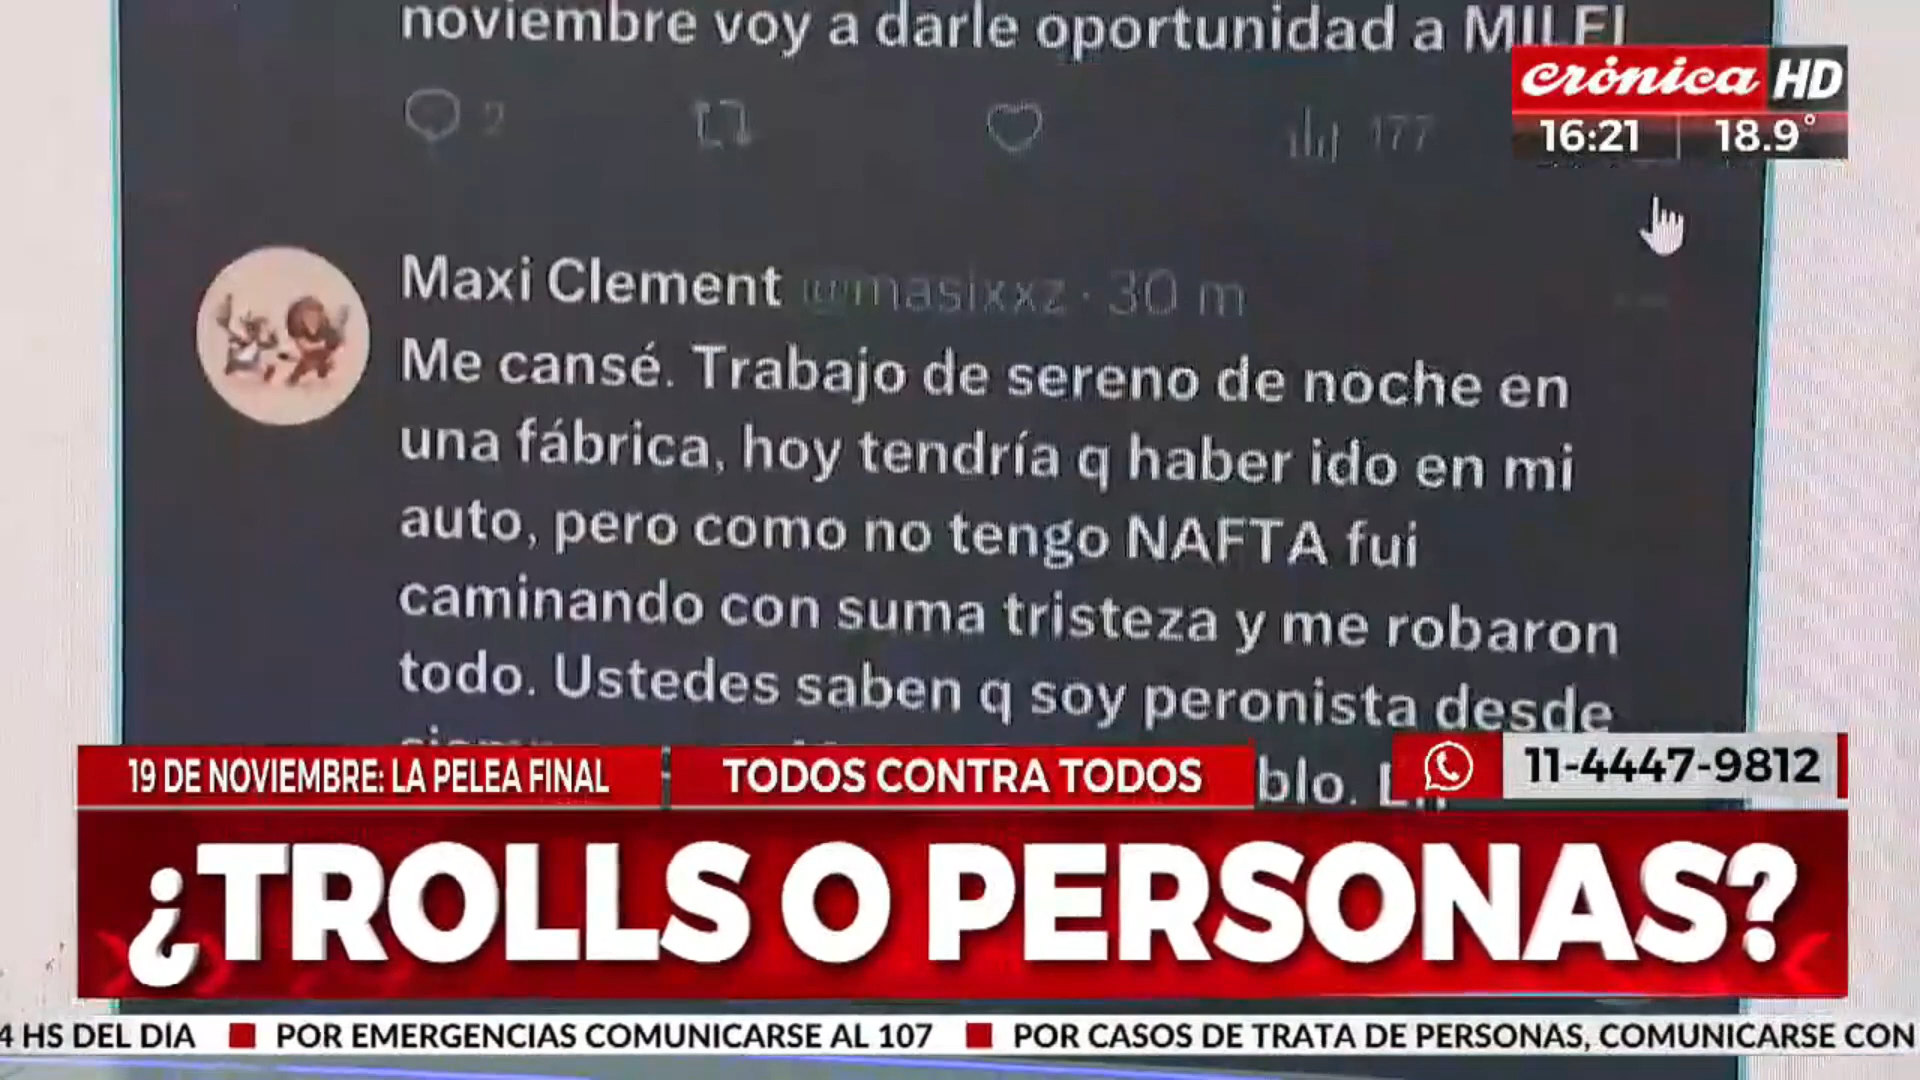 noviembre voy a darle oportunidad a MILEI
2
177
crónica HD
16:21 18.9°
Maxi Clement @masixxz · 30 m
Me cansé. Trabajo de sereno de noche en
una fábrica, hoy tendría q haber ido en mi
auto, pero como no tengo NAFTA fui
caminando con suma tristeza y me robaron
todo. Ustedes saben q soy peronista desde
blo. En
19 DE NOVIEMBRE: LA PELEA FINAL
TODOS CONTRA TODOS
11-4447-9812
¿TROLLS O PERSONAS?
4 HS DEL DÍA POR EMERGENCIAS COMUNICARSE AL 107 POR CASOS DE TRATA DE PERSONAS, COMUNICARSE CON